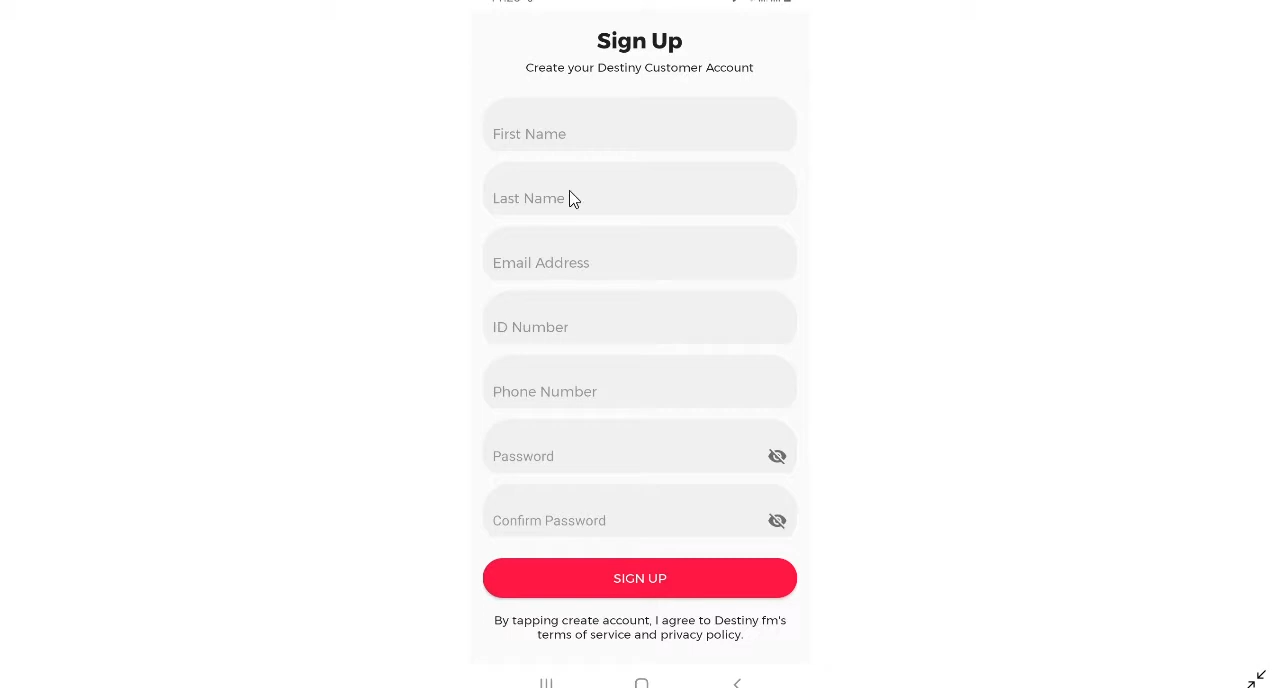 Sign Up
Create your Destiny Customer Account
First Name
Last Name
Email Address
ID Number
Phone Number
Password
Confirm Password
SIGN UP
By tapping create account, I agree to Destiny fm's
terms of service and privacy policy.